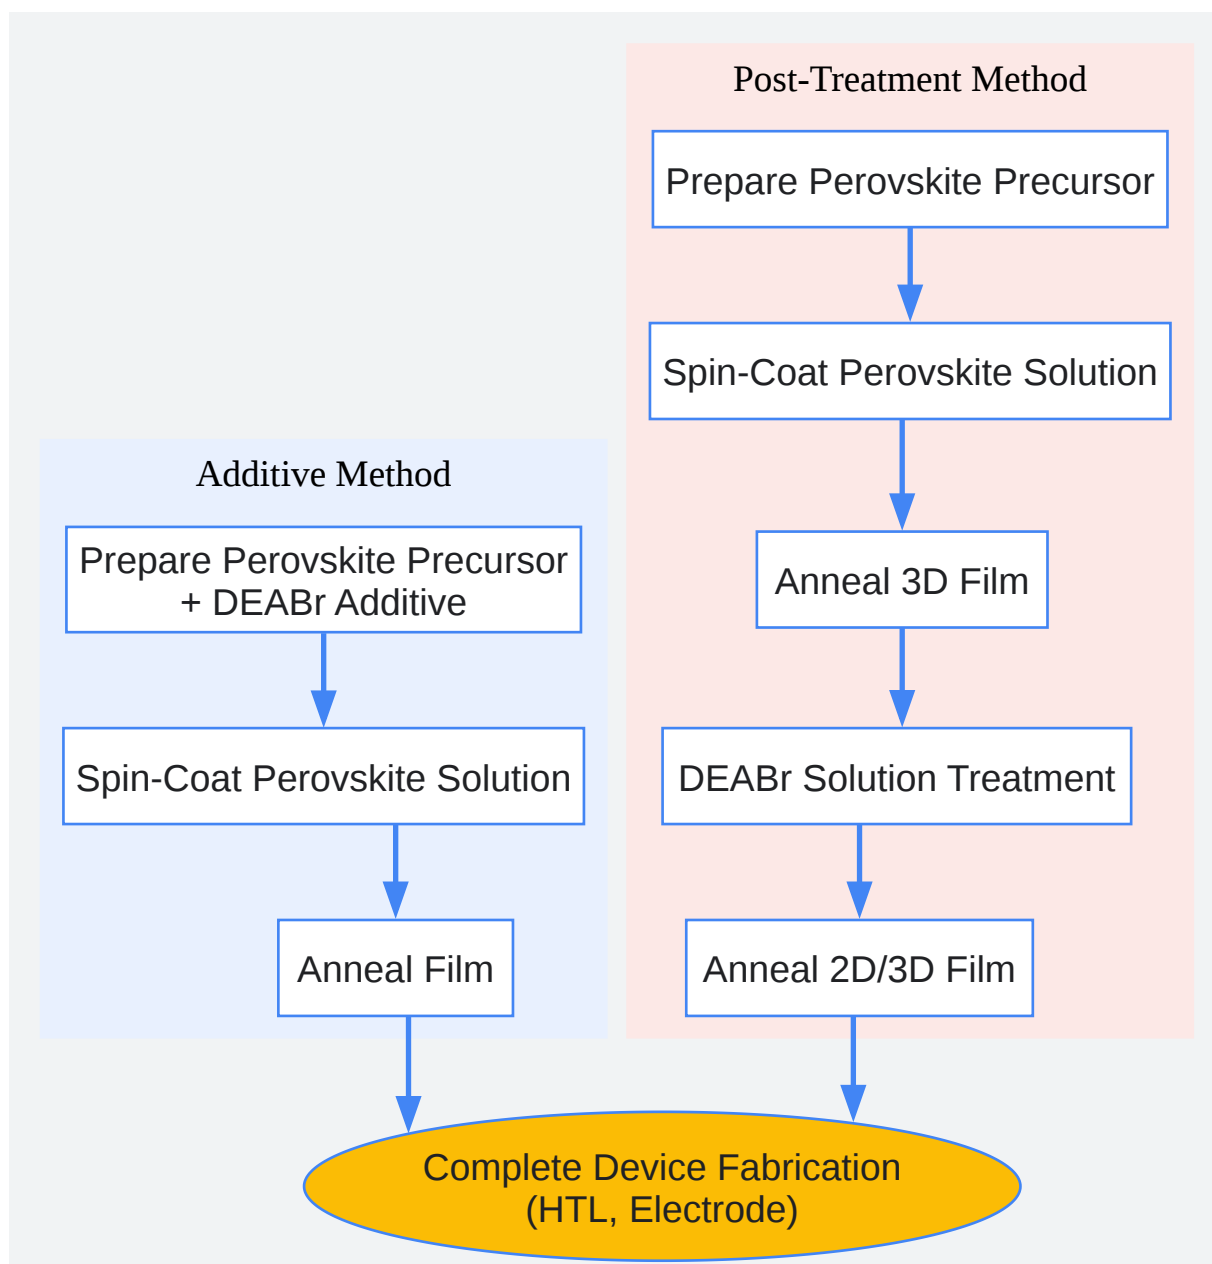 Post-Treatment Method
Prepare Perovskite Precursor
Spin-Coat Perovskite Solution
Anneal 3D Film
DEABr Solution Treatment
Anneal 2D/3D Film
Additive Method
Prepare Perovskite Precursor
+ DEABr Additive
Spin-Coat Perovskite Solution
Anneal Film
Complete Device Fabrication
(HTL, Electrode)